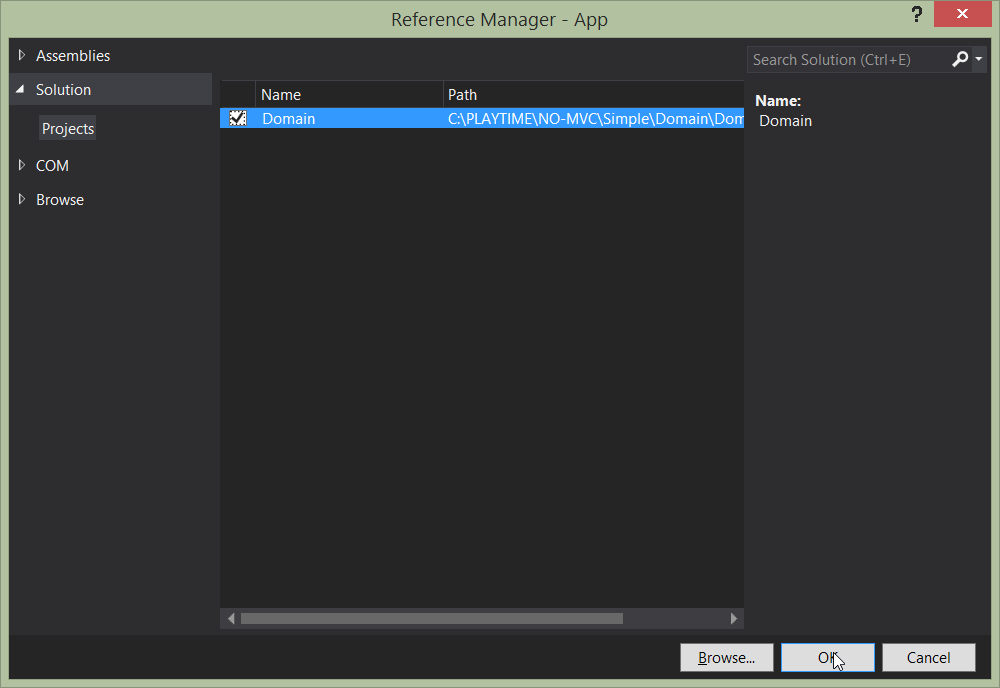 Reference Manager - App
?
Assemblies
Solution
Projects
COM
Browse
Name
Path
Domain
C:\PLAYTIME\NO-MVC\Simple\Domain\Dom
Search Solution (Ctrl+E)
Name:
Domain
Browse...
OK
Cancel